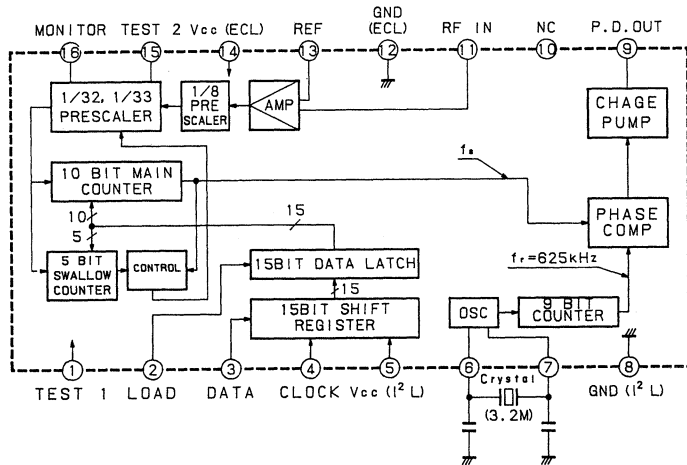 MONITOR TEST 2 Vcc (ECL) REF GND (ECL) RF IN NC P.D.OUT
16 15 14 13 12 11 10 9
1/32, 1/33 PRESCALER
1/8 PRE SCALER
AMP
CHAGE PUMP
10 BIT MAIN COUNTER
fs
PHASE COMP
10
5
15
5 BIT SWALLOW COUNTER
CONTROL
15BIT DATA LATCH
fr=625kHz
15
15BIT SHIFT REGISTER
OSC
9 BIT COUNTER
1 2 3 4 5 6 7 8
TEST 1 LOAD DATA CLOCK Vcc (I² L) Crystal (3.2M) GND (I² L)